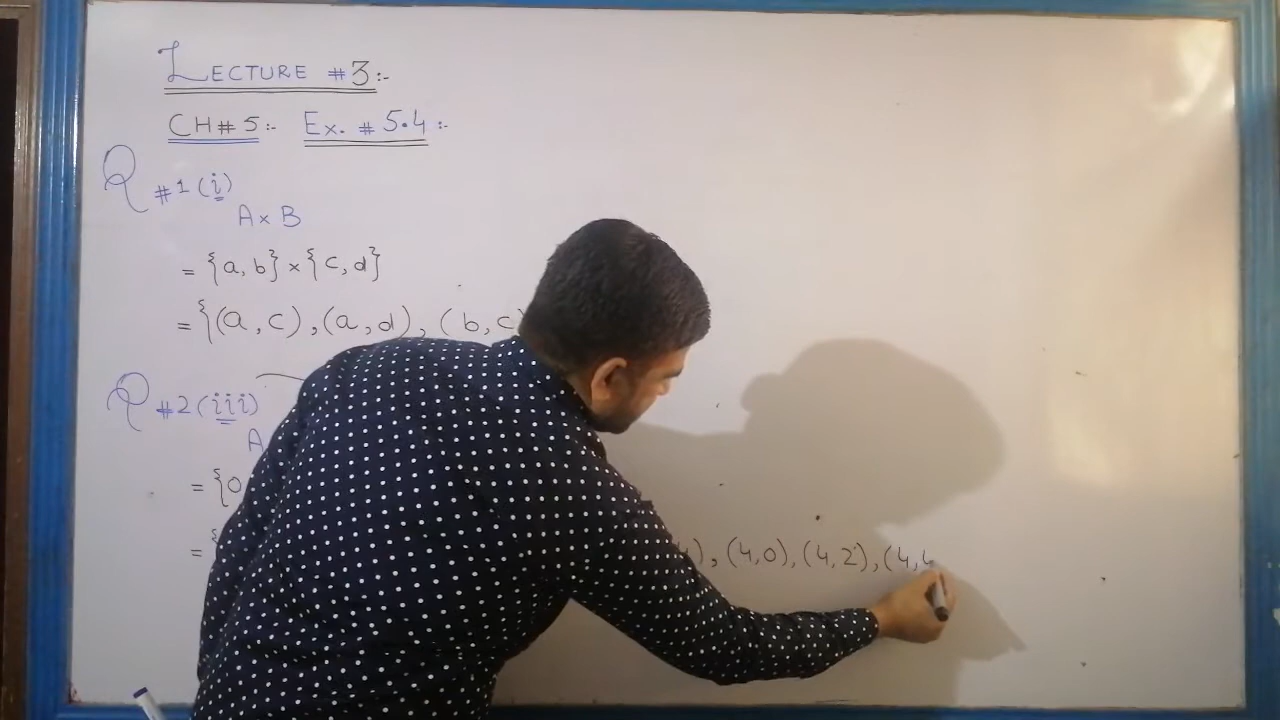 LECTURE #3:-
CH#5:- Ex. #5.4:-
Q #1(i)
A×B
= {a,b}×{c,d}
= {(a,c),(a,d),(b,c)
Q #2(iii)
A
= {0
= { ),(4,0),(4,2),(4,4